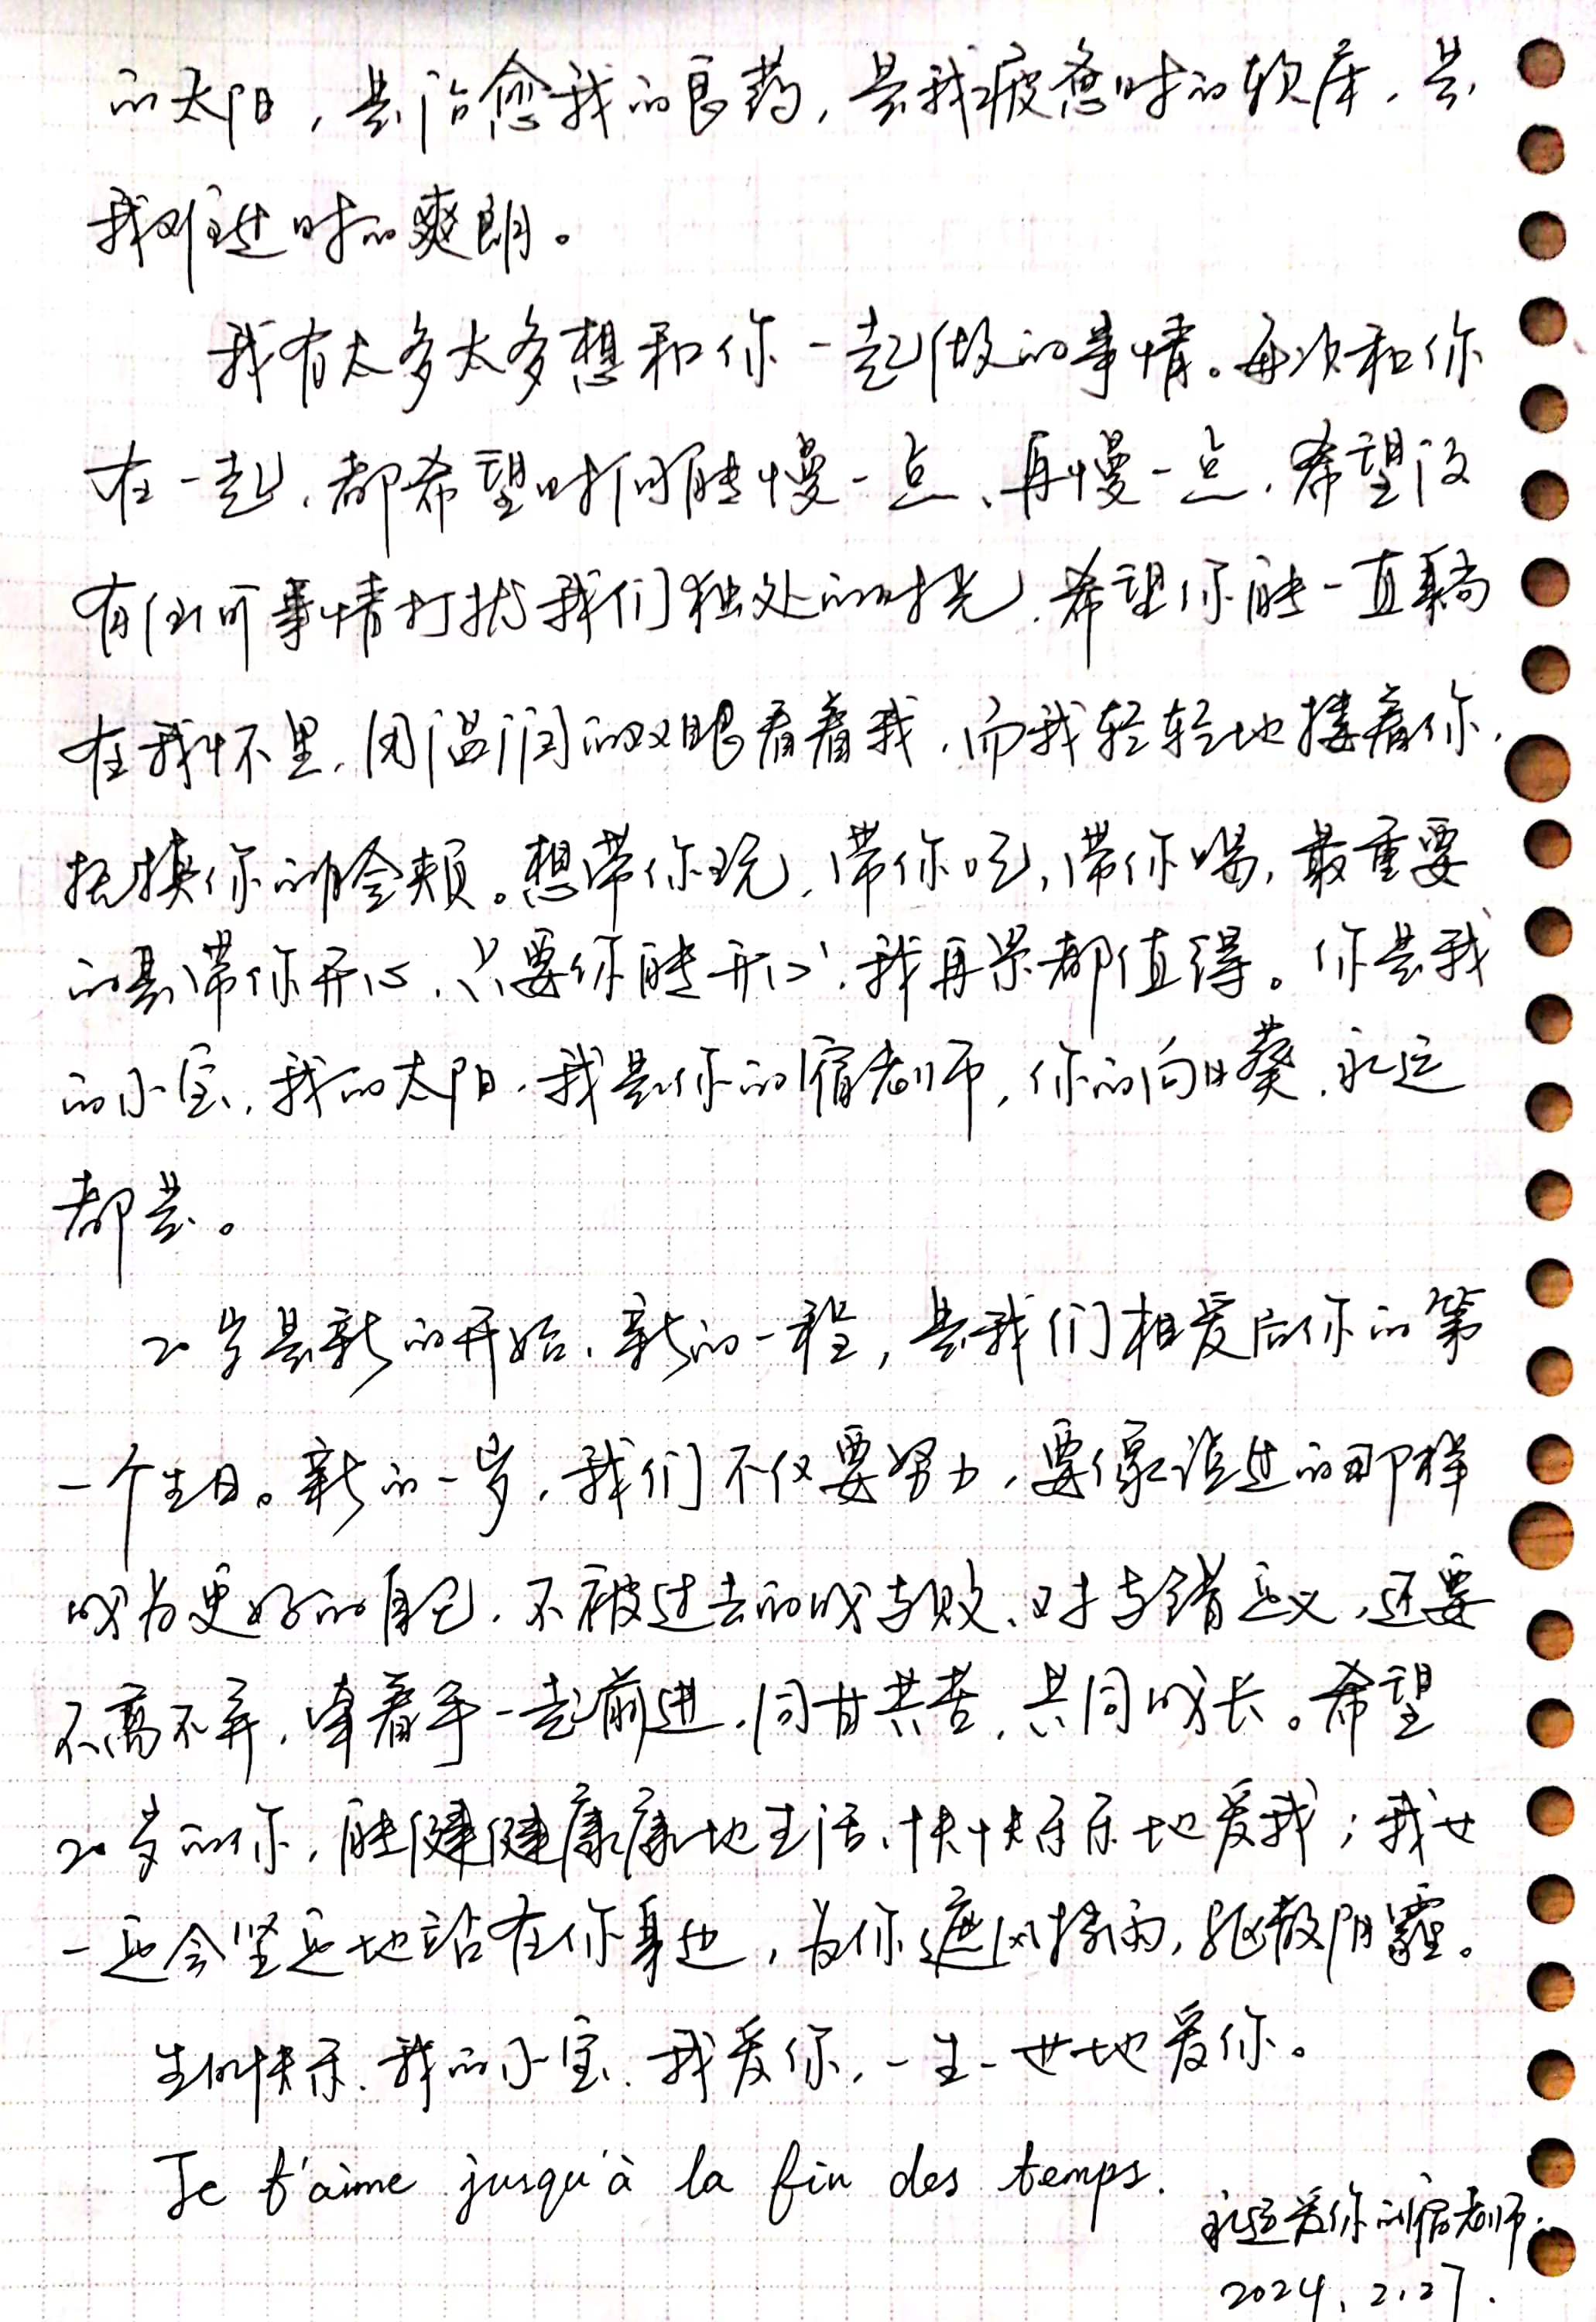 的太阳，是治愈我的良药，是我疲惫时的软床，是
我难过时的爽朗。
我有太多太多想和你一起做的事情。每次和你
在一起，都希望时间能慢一点、再慢一点，希望没
有任何事情打扰我们独处的时光，希望你能一直躺
在我怀里，用温润的双眼看着我，而我轻轻地搂着你，
抚摸你的脸颊。想带你玩，带你吃，带你喝，最重要
的是带你开心，只要你能开心，我再累都值得。你是我
的小宝，我的太阳，我是你的宿老师，你的向日葵，永远
都是。
20岁是新的开始、新的一程，是我们相爱后你的第
一个生日。新的一岁，我们不仅要努力，要像说过的那样
成为更好的自己，不被过去的成与败、对与错定义，还要
不离不弃，牵着手一起前进，同甘共苦，共同成长。希望
20岁的你，能健健康康地生活、快快乐乐地爱我；我也
一定会坚定地站在你身边，为你遮风挡雨，驱散阴霾。
生日快乐，我的小宝，我爱你，一生一世地爱你。
Je t'aime jusqu'à la fin des temps.
永远爱你的宿老师.
2024.2.27.